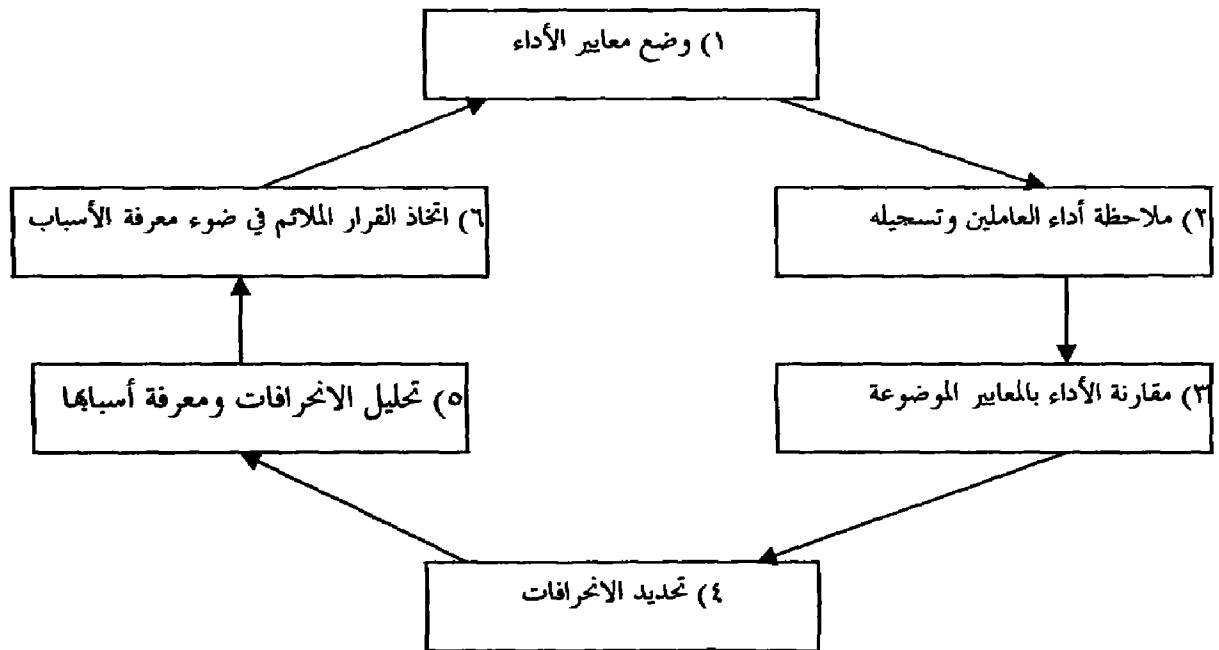 ١) وضع معايير الأداء
٢) ملاحظة أداء العاملين وتسجيله
٣) مقارنة الأداء بالمعايير الموضوعة
٤) تحديد الانحرافات
٥) تحليل الانحرافات ومعرفة أسبابها
٦) اتخاذ القرار الملائم في ضوء معرفة الأسباب